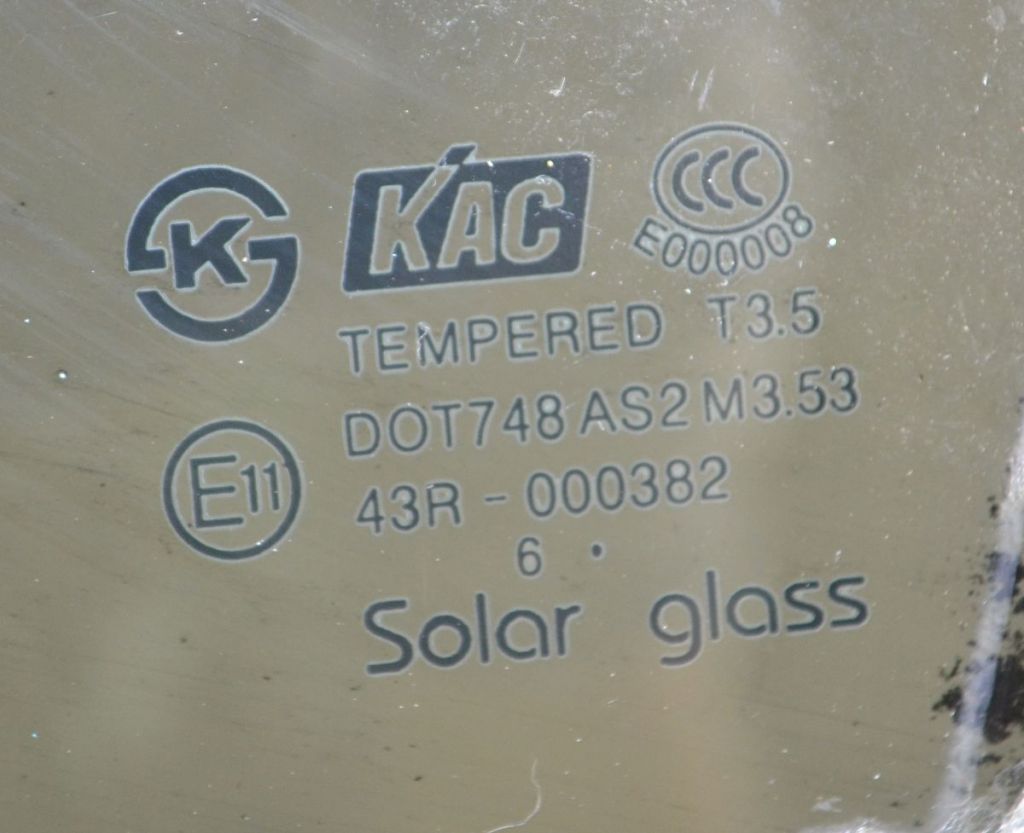 K
KAC
CCC
E000008
TEMPERED T3.5
DOT748 AS2 M3.53
E11
43R - 000382
6 •
Solar glass